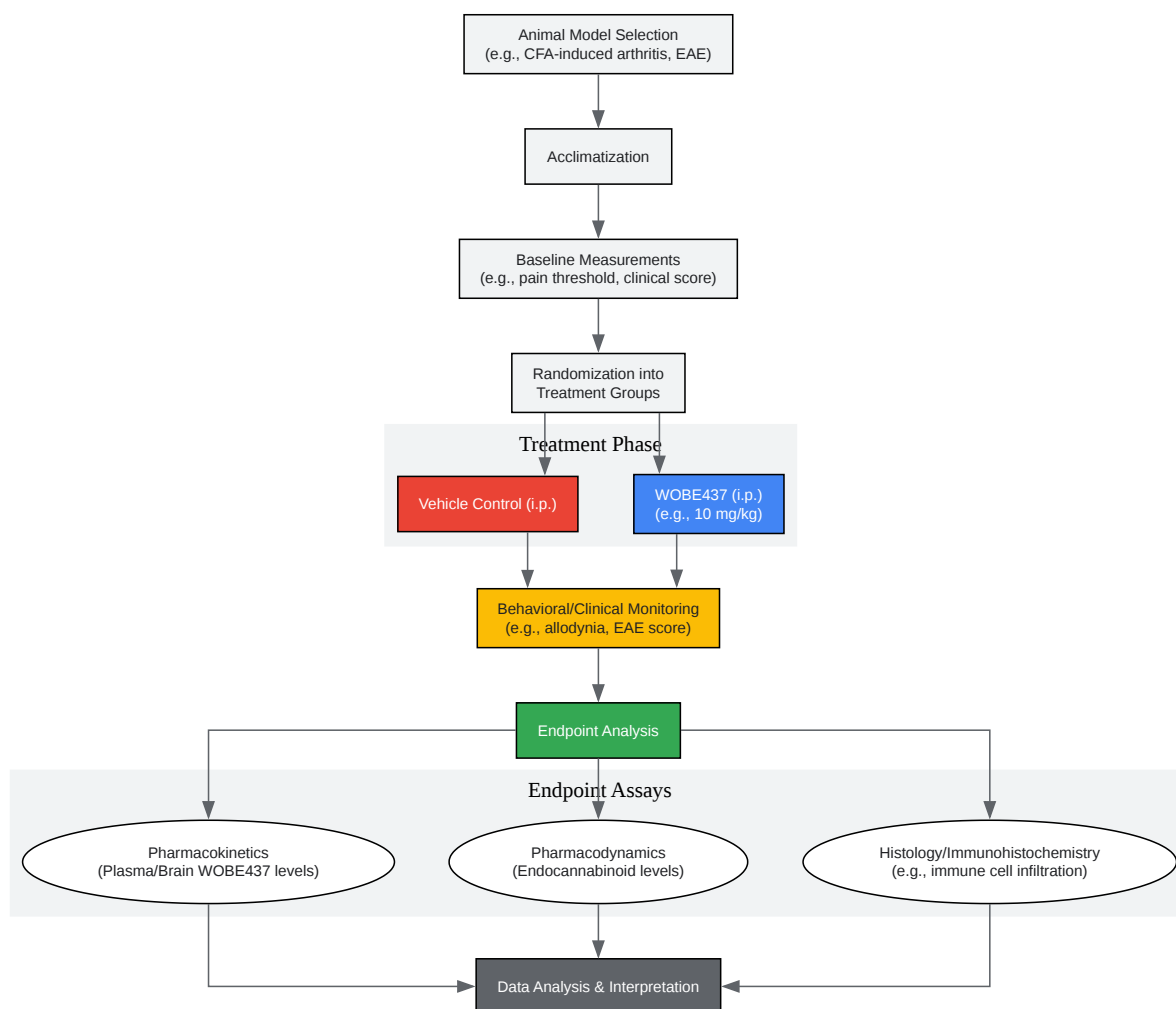 Animal Model Selection
(e.g., CFA-induced arthritis, EAE)
Acclimatization
Baseline Measurements
(e.g., pain threshold, clinical score)
Randomization into
Treatment Groups
Treatment Phase
Vehicle Control (i.p.)
WOBE437 (i.p.)
(e.g., 10 mg/kg)
Behavioral/Clinical Monitoring
(e.g., allodynia, EAE score)
Endpoint Analysis
Endpoint Assays
Pharmacokinetics
(Plasma/Brain WOBE437 levels)
Pharmacodynamics
(Endocannabinoid levels)
Histology/Immunohistochemistry
(e.g., immune cell infiltration)
Data Analysis & Interpretation